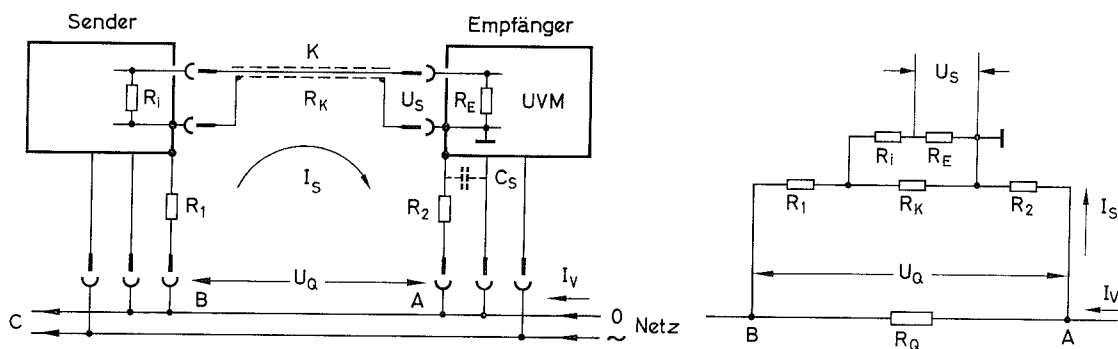 Sender
Empfänger
K
Ri
RK
US
RE
UVM
IS
CS
R1
R2
UQ
B
A
IV
C
0
Netz
~
US
Ri
RE
R1
RK
R2
IS
UQ
IV
B
RQ
A